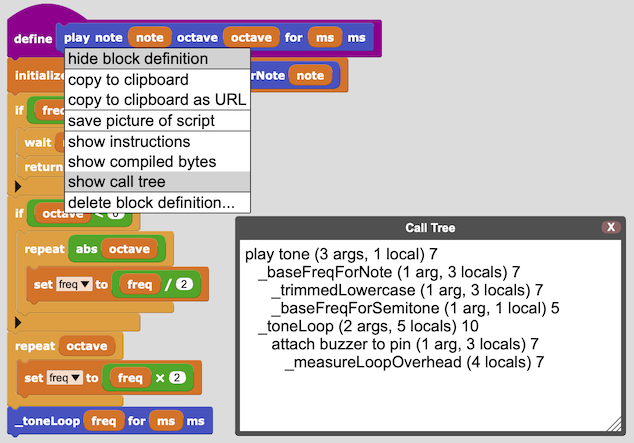 define play note note octave octave for ms ms
hide block definition
initialize rNote note
copy to clipboard
copy to clipboard as URL
if
save picture of script
wait
show instructions
return
show compiled bytes
show call tree
delete block definition...
if octave < 0
repeat abs octave
set freq to freq / 2
repeat octave
set freq to freq × 2
_toneLoop freq for ms ms
Call Tree X
play tone (3 args, 1 local) 7
_baseFreqForNote (1 arg, 3 locals) 7
_trimmedLowercase (1 arg, 3 locals) 7
_baseFreqForSemitone (1 arg, 1 local) 5
_toneLoop (2 args, 5 locals) 10
attach buzzer to pin (1 arg, 3 locals) 7
_measureLoopOverhead (4 locals) 7